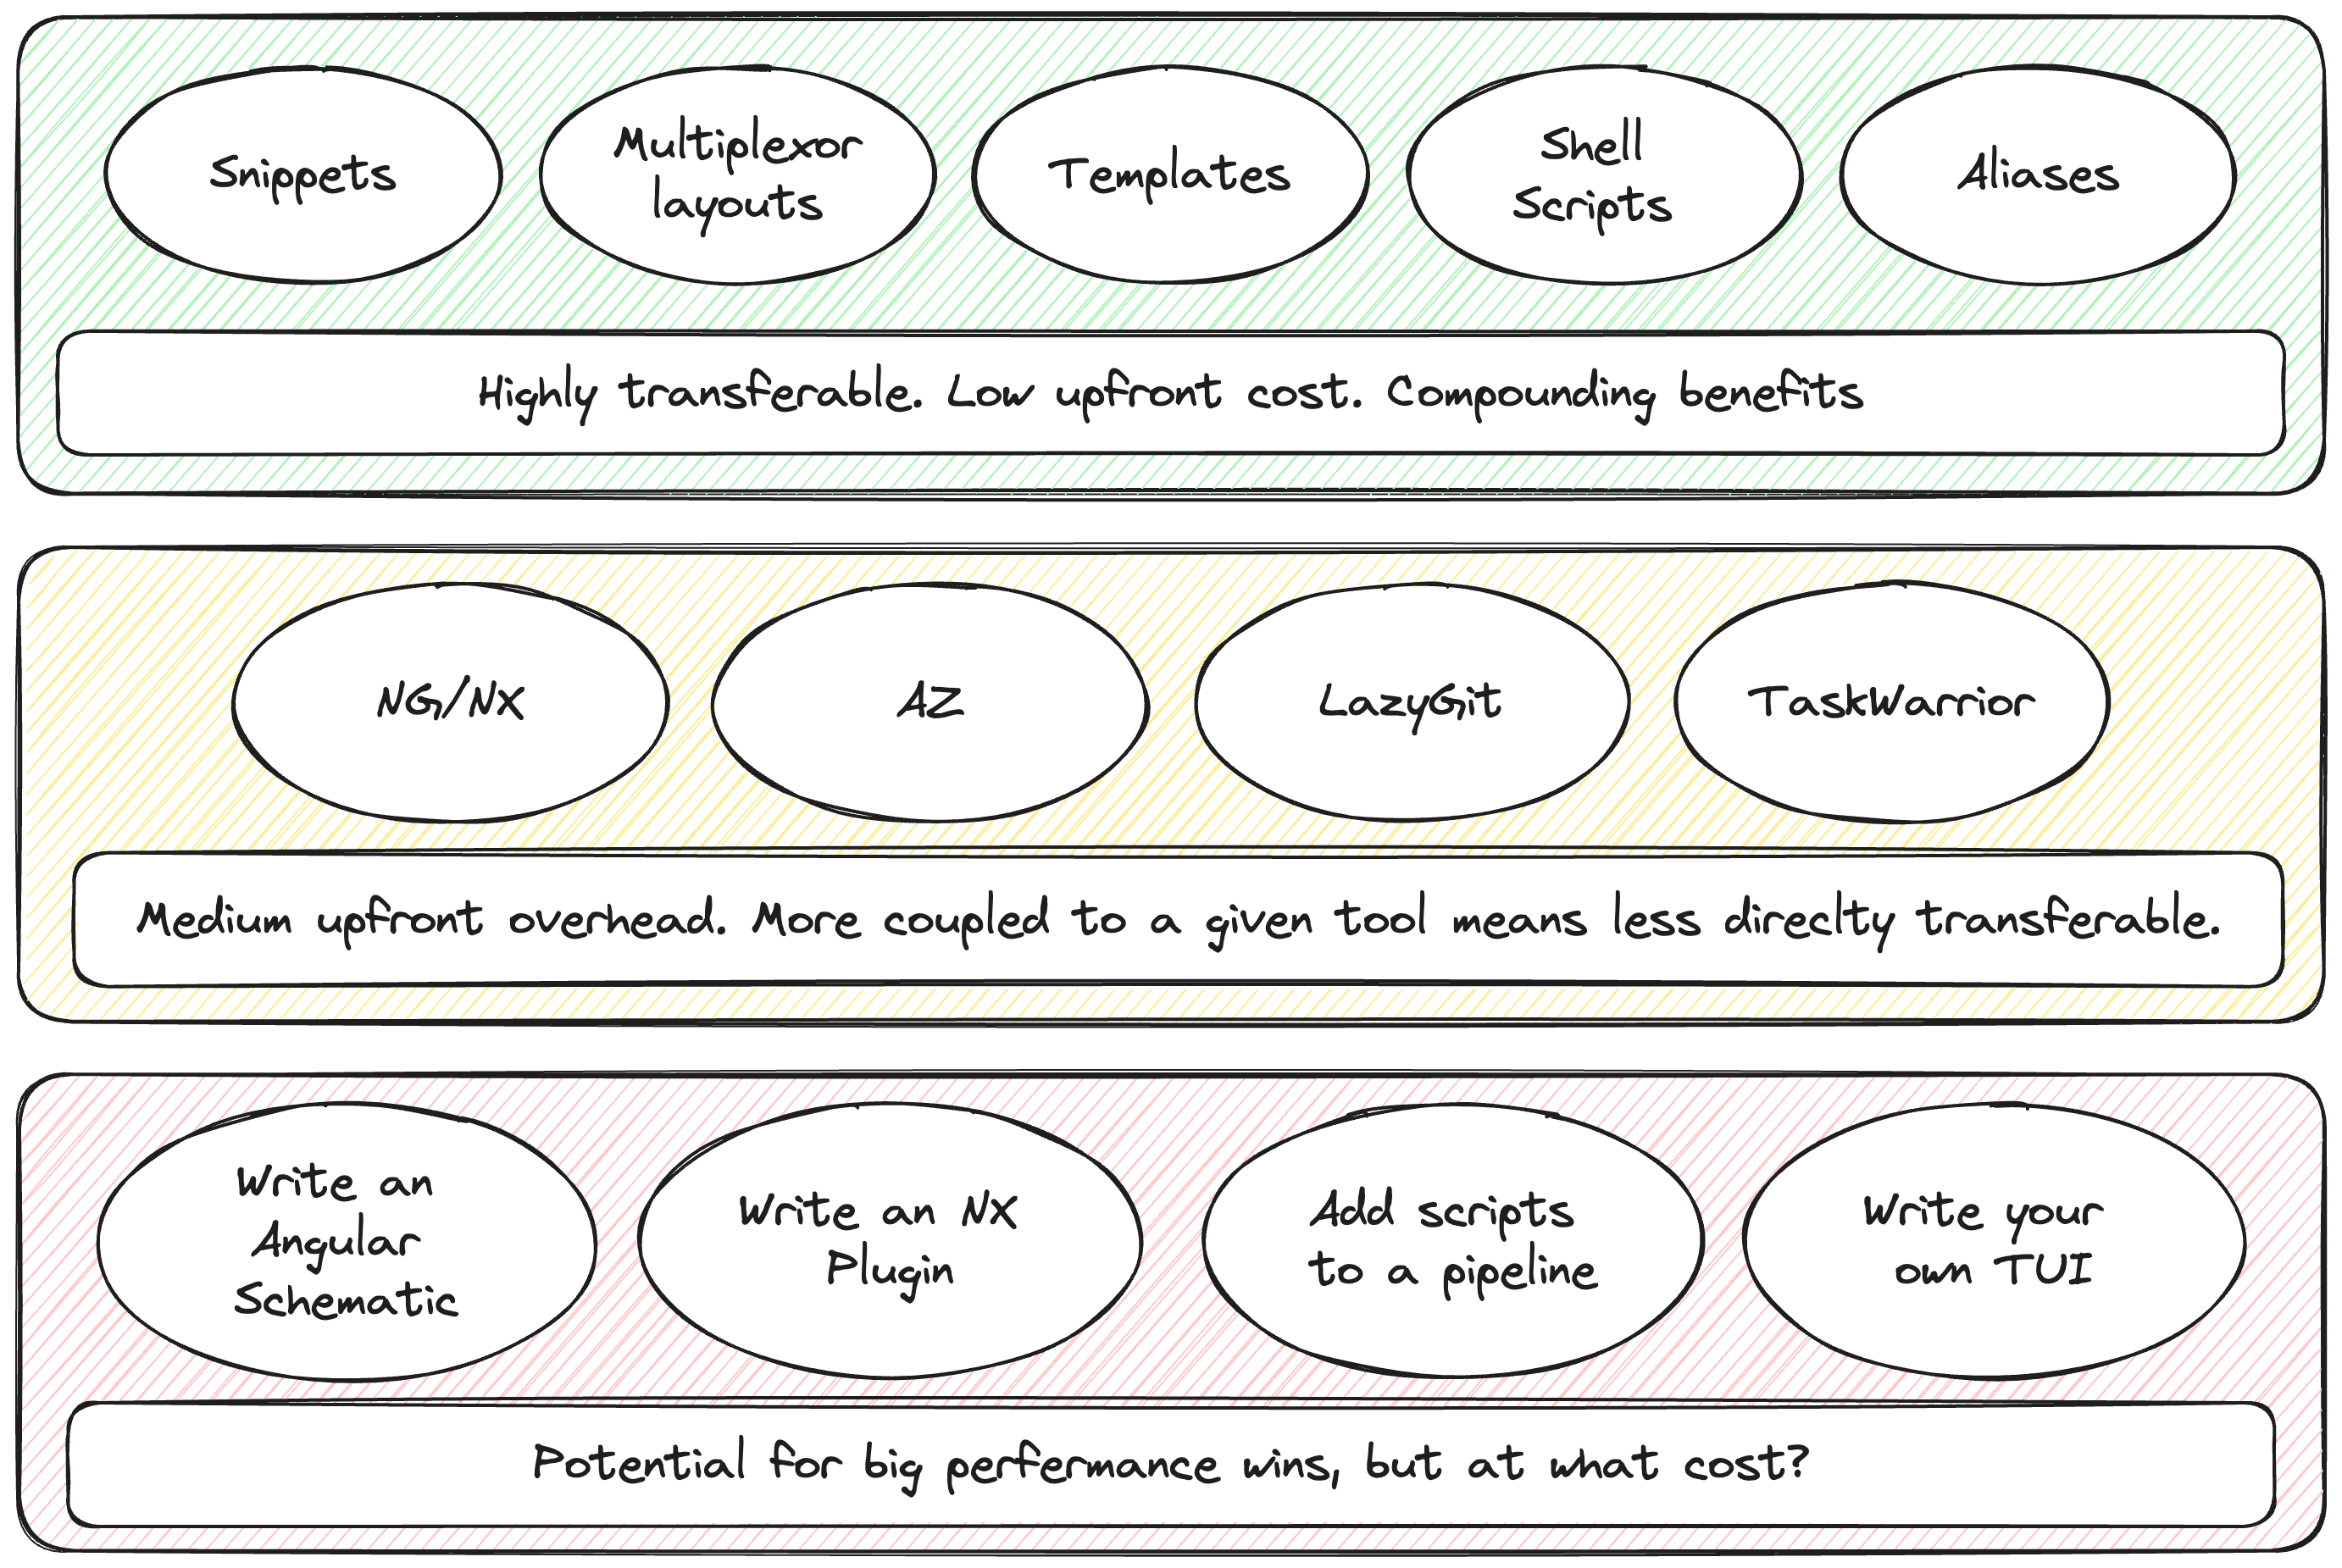 Snippets
Multiplexor
layouts
Templates
Shell
Scripts
Aliases
Highly transferable. Low upfront cost. Compounding benefits
NG/NX
AZ
LazyGit
TaskWarrior
Medium upfront overhead. More coupled to a given tool means less direclty transferable.
Write an
Angular
Schematic
Write an NX
Plugin
Add scripts
to a pipeline
Write your
own TUI
Potential for big perfermance wins, but at what cost?